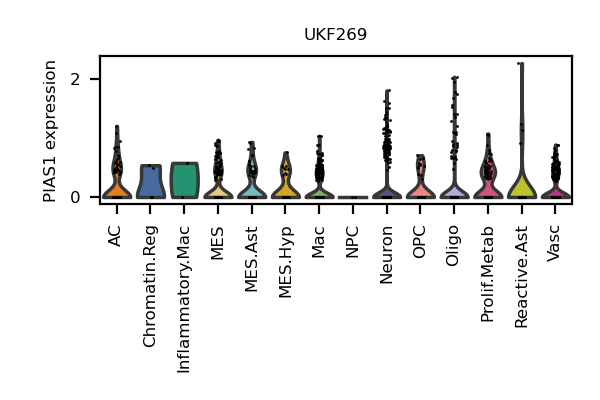 UKF269
PIAS1 expression
2
0
AC
Chromatin.Reg
Inflammatory.Mac
MES
MES.Ast
MES.Hyp
Mac
NPC
Neuron
OPC
Oligo
Prolif.Metab
Reactive.Ast
Vasc